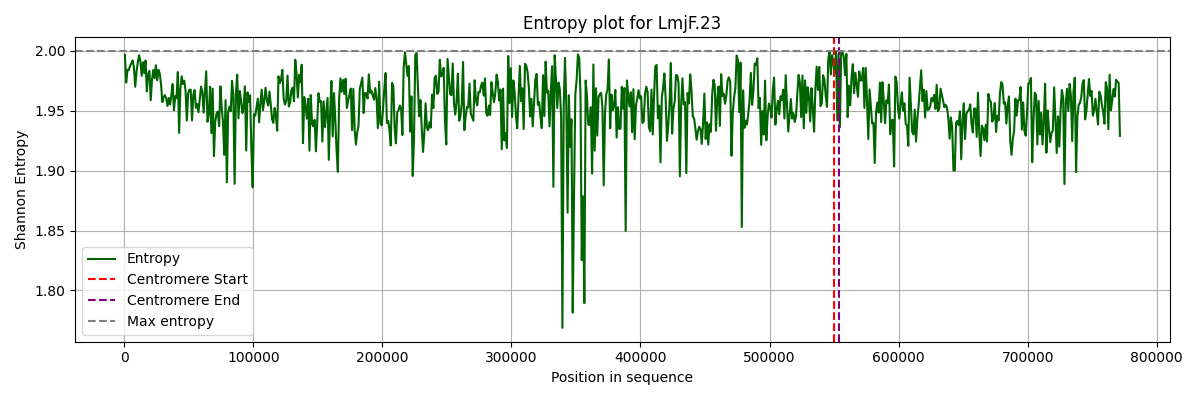 Entropy plot for LmjF.23
Shannon Entropy
2.00
1.95
1.90
1.85
1.80
Entropy
Centromere Start
Centromere End
Max entropy
0 100000 200000 300000 400000 500000 600000 700000 800000
Position in sequence